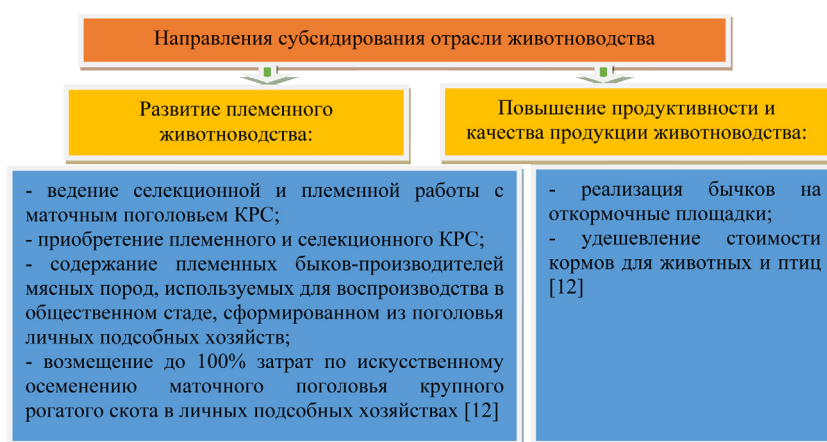 Направления субсидирования отрасли животноводства
Развитие племенного
животноводства:
Повышение продуктивности и
качества продукции животноводства:
- ведение селекционной и племенной работы с
маточным поголовьем КРС;
- приобретение племенного и селекционного КРС;
- содержание племенных быков-производителей
мясных пород, используемых для воспроизводства в
общественном стаде, сформированном из поголовья
личных подсобных хозяйств;
- возмещение до 100% затрат по искусственному
осеменению маточного поголовья крупного
рогатого скота в личных подсобных хозяйствах [12]
- реализация бычков на
откормочные площадки;
- удешевление стоимости
кормов для животных и птиц
[12]